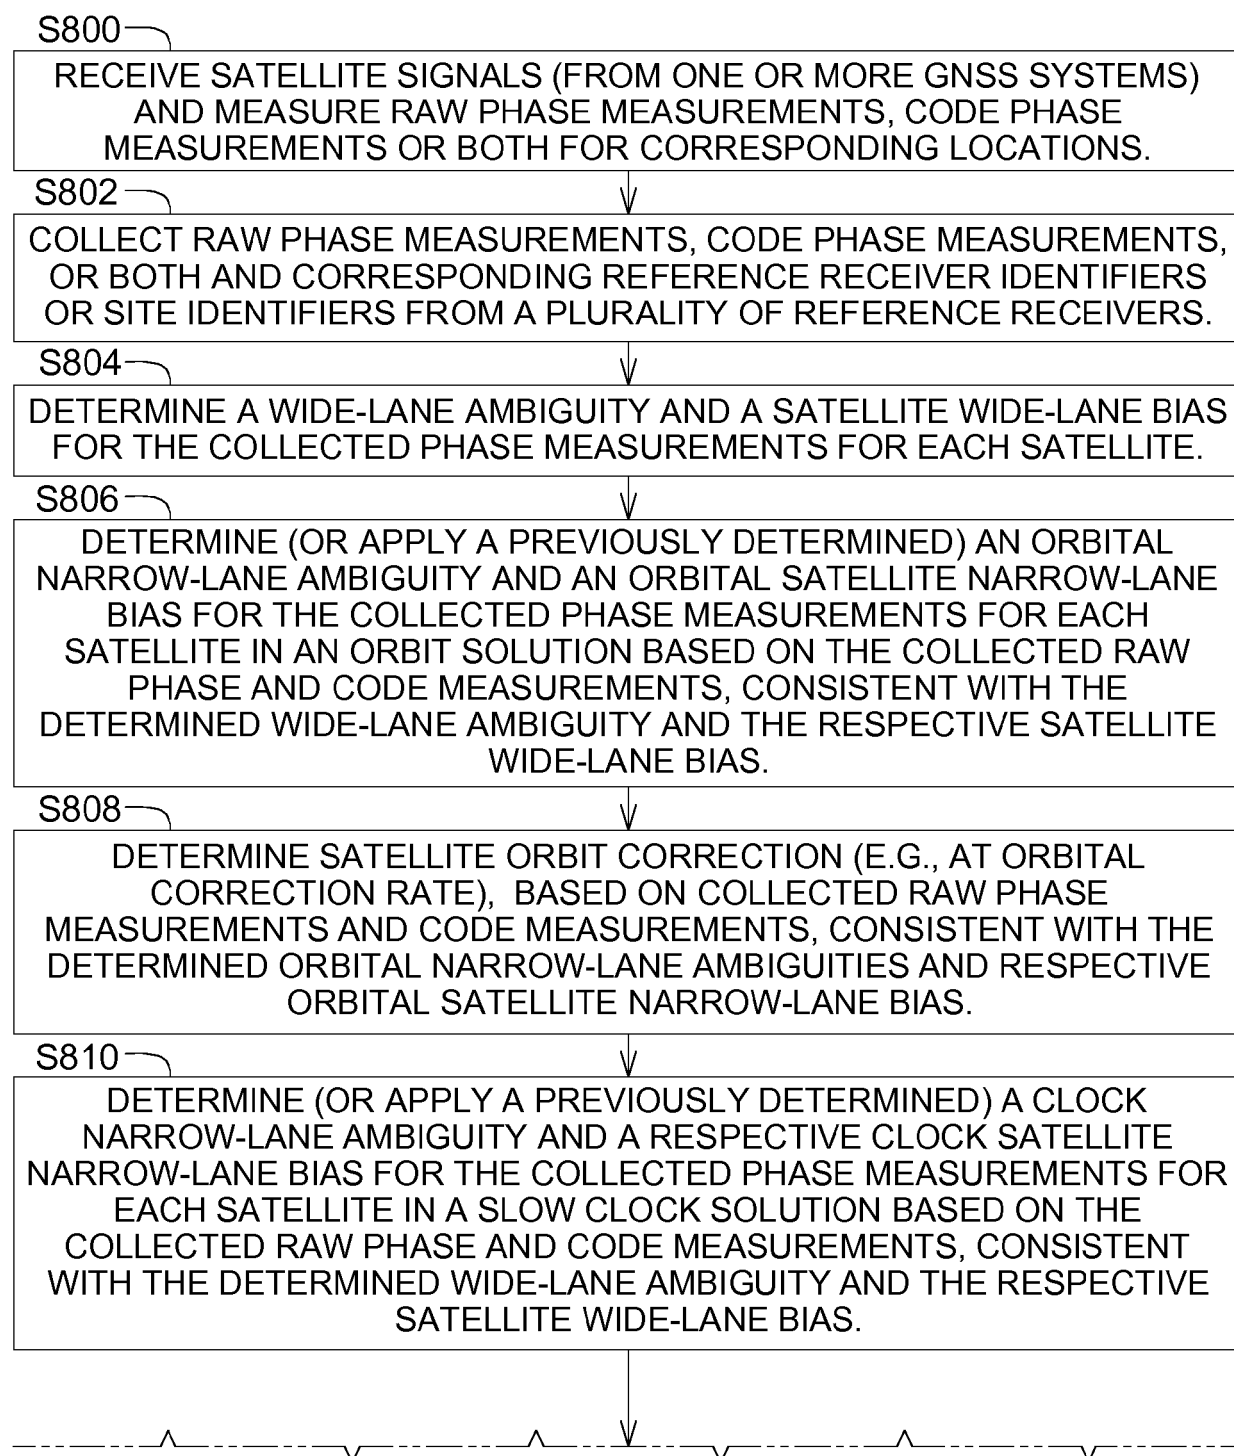 S800
RECEIVE SATELLITE SIGNALS (FROM ONE OR MORE GNSS SYSTEMS)
AND MEASURE RAW PHASE MEASUREMENTS, CODE PHASE
MEASUREMENTS OR BOTH FOR CORRESPONDING LOCATIONS.
S802
COLLECT RAW PHASE MEASUREMENTS, CODE PHASE MEASUREMENTS,
OR BOTH AND CORRESPONDING REFERENCE RECEIVER IDENTIFIERS
OR SITE IDENTIFIERS FROM A PLURALITY OF REFERENCE RECEIVERS.
S804
DETERMINE A WIDE-LANE AMBIGUITY AND A SATELLITE WIDE-LANE BIAS
FOR THE COLLECTED PHASE MEASUREMENTS FOR EACH SATELLITE.
S806
DETERMINE (OR APPLY A PREVIOUSLY DETERMINED) AN ORBITAL
NARROW-LANE AMBIGUITY AND AN ORBITAL SATELLITE NARROW-LANE
BIAS FOR THE COLLECTED PHASE MEASUREMENTS FOR EACH
SATELLITE IN AN ORBIT SOLUTION BASED ON THE COLLECTED RAW
PHASE AND CODE MEASUREMENTS, CONSISTENT WITH THE
DETERMINED WIDE-LANE AMBIGUITY AND THE RESPECTIVE SATELLITE
WIDE-LANE BIAS.
S808
DETERMINE SATELLITE ORBIT CORRECTION (E.G., AT ORBITAL
CORRECTION RATE), BASED ON COLLECTED RAW PHASE
MEASUREMENTS AND CODE MEASUREMENTS, CONSISTENT WITH THE
DETERMINED ORBITAL NARROW-LANE AMBIGUITIES AND RESPECTIVE
ORBITAL SATELLITE NARROW-LANE BIAS.
S810
DETERMINE (OR APPLY A PREVIOUSLY DETERMINED) A CLOCK
NARROW-LANE AMBIGUITY AND A RESPECTIVE CLOCK SATELLITE
NARROW-LANE BIAS FOR THE COLLECTED PHASE MEASUREMENTS FOR
EACH SATELLITE IN A SLOW CLOCK SOLUTION BASED ON THE
COLLECTED RAW PHASE AND CODE MEASUREMENTS, CONSISTENT
WITH THE DETERMINED WIDE-LANE AMBIGUITY AND THE RESPECTIVE
SATELLITE WIDE-LANE BIAS.